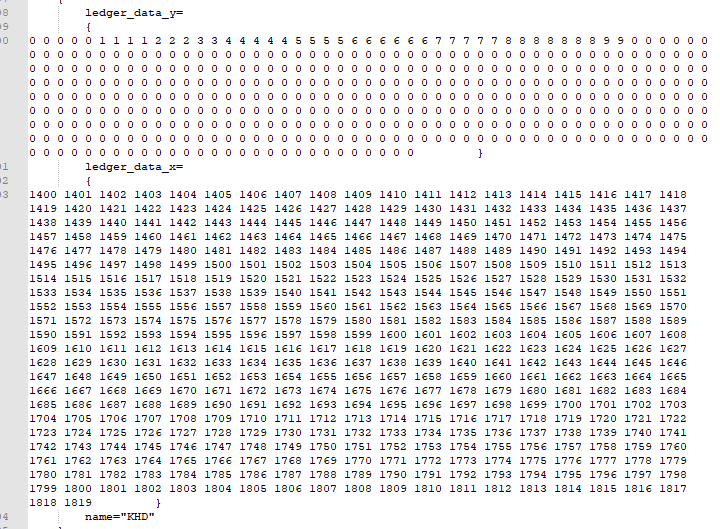 ledger_data_y=
{
0 0 0 0 0 1 1 1 1 2 2 2 3 3 4 4 4 4 4 5 5 5 5 6 6 6 6 6 6 7 7 7 7 7 8 8 8 8 8 8 8 9 9 0 0 0 0 0 0
0 0 0 0 0 0 0 0 0 0 0 0 0 0 0 0 0 0 0 0 0 0 0 0 0 0 0 0 0 0 0 0 0 0 0 0 0 0 0 0 0 0 0 0 0 0 0 0 0
0 0 0 0 0 0 0 0 0 0 0 0 0 0 0 0 0 0 0 0 0 0 0 0 0 0 0 0 0 0 0 0 0 0 0 0 0 0 0 0 0 0 0 0 0 0 0 0 0
0 0 0 0 0 0 0 0 0 0 0 0 0 0 0 0 0 0 0 0 0 0 0 0 0 0 0 0 0 0 0 0 0 0 0 0 0 0 0 0 0 0 0 0 0 0 0 0 0
0 0 0 0 0 0 0 0 0 0 0 0 0 0 0 0 0 0 0 0 0 0 0 0 0 0 0 0 0 0 0 0 0 0 0 0 0 0 0 0 0 0 0 0 0 0 0 0 0
0 0 0 0 0 0 0 0 0 0 0 0 0 0 0 0 0 0 0 0 0 0 0 0 0 0 0 0 0 0 0 0 0 0 0 0 0 0 0 0 0 0 0 0 0 0 0 0 0
0 0 0 0 0 0 0 0 0 0 0 0 0 0 0 0 0 0 0 0 0 0 0 0 0 0 0 0 0 0 0 0 0 0 0 0 0 0 0 0 0 0 0 0 0 0 0 0 0
0 0 0 0 0 0 0 0 0 0 0 0 0 0 0 0 0 0 0 0 0 0 0 0 0 0 0 0 0 0 0 0 0 0 0 0 0 0 0 0 0 0 0 0 0 0 0 0 0
0 0 0 0 0 0 0 0 0 0 0 0 0 0 0 0 0 0 0 0 0 0 0 0 0 0 0 0 }
ledger_data_x=
{
1400 1401 1402 1403 1404 1405 1406 1407 1408 1409 1410 1411 1412 1413 1414 1415 1416 1417 1418
1419 1420 1421 1422 1423 1424 1425 1426 1427 1428 1429 1430 1431 1432 1433 1434 1435 1436 1437
1438 1439 1440 1441 1442 1443 1444 1445 1446 1447 1448 1449 1450 1451 1452 1453 1454 1455 1456
1457 1458 1459 1460 1461 1462 1463 1464 1465 1466 1467 1468 1469 1470 1471 1472 1473 1474 1475
1476 1477 1478 1479 1480 1481 1482 1483 1484 1485 1486 1487 1488 1489 1490 1491 1492 1493 1494
1495 1496 1497 1498 1499 1500 1501 1502 1503 1504 1505 1506 1507 1508 1509 1510 1511 1512 1513
1514 1515 1516 1517 1518 1519 1520 1521 1522 1523 1524 1525 1526 1527 1528 1529 1530 1531 1532
1533 1534 1535 1536 1537 1538 1539 1540 1541 1542 1543 1544 1545 1546 1547 1548 1549 1550 1551
1552 1553 1554 1555 1556 1557 1558 1559 1560 1561 1562 1563 1564 1565 1566 1567 1568 1569 1570
1571 1572 1573 1574 1575 1576 1577 1578 1579 1580 1581 1582 1583 1584 1585 1586 1587 1588 1589
1590 1591 1592 1593 1594 1595 1596 1597 1598 1599 1600 1601 1602 1603 1604 1605 1606 1607 1608
1609 1610 1611 1612 1613 1614 1615 1616 1617 1618 1619 1620 1621 1622 1623 1624 1625 1626 1627
1628 1629 1630 1631 1632 1633 1634 1635 1636 1637 1638 1639 1640 1641 1642 1643 1644 1645 1646
1647 1648 1649 1650 1651 1652 1653 1654 1655 1656 1657 1658 1659 1660 1661 1662 1663 1664 1665
1666 1667 1668 1669 1670 1671 1672 1673 1674 1675 1676 1677 1678 1679 1680 1681 1682 1683 1684
1685 1686 1687 1688 1689 1690 1691 1692 1693 1694 1695 1696 1697 1698 1699 1700 1701 1702 1703
1704 1705 1706 1707 1708 1709 1710 1711 1712 1713 1714 1715 1716 1717 1718 1719 1720 1721 1722
1723 1724 1725 1726 1727 1728 1729 1730 1731 1732 1733 1734 1735 1736 1737 1738 1739 1740 1741
1742 1743 1744 1745 1746 1747 1748 1749 1750 1751 1752 1753 1754 1755 1756 1757 1758 1759 1760
1761 1762 1763 1764 1765 1766 1767 1768 1769 1770 1771 1772 1773 1774 1775 1776 1777 1778 1779
1780 1781 1782 1783 1784 1785 1786 1787 1788 1789 1790 1791 1792 1793 1794 1795 1796 1797 1798
1799 1800 1801 1802 1803 1804 1805 1806 1807 1808 1809 1810 1811 1812 1813 1814 1815 1816 1817
1818 1819 }
name="KHD"